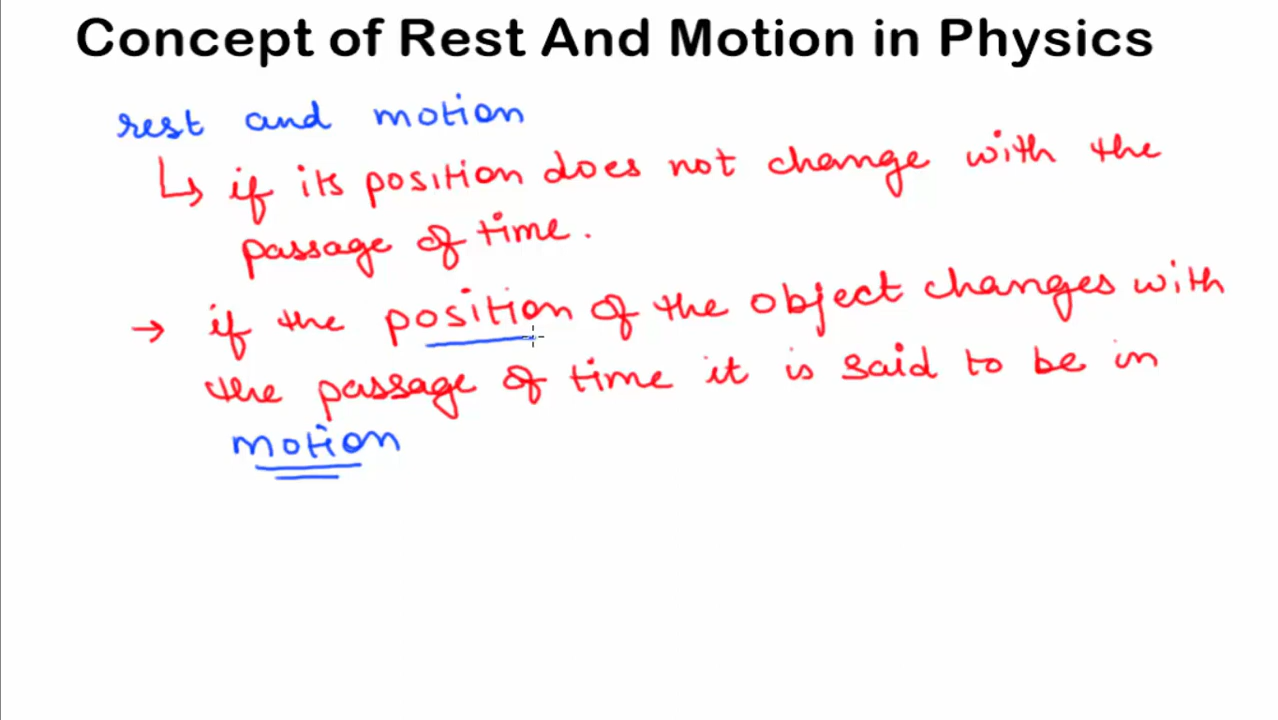 Concept of Rest And Motion in Physics
rest and motion
↳ if its position does not change with the
passage of time.
→ if the position of the object changes with
the passage of time it is said to be in
motion